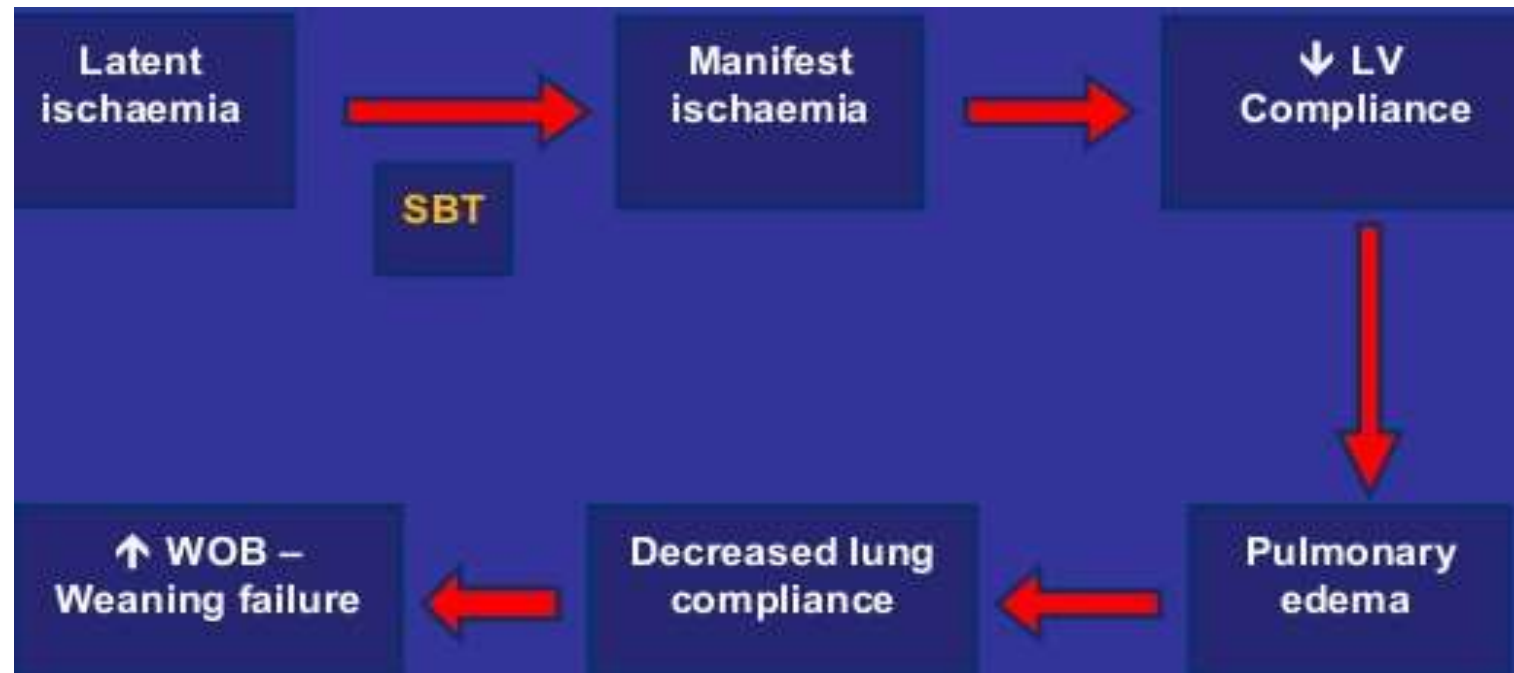 Latent
ischaemia
SBT
Manifest
ischaemia
↓ LV
Compliance
Pulmonary
edema
Decreased lung
compliance
↑ WOB –
Weaning failure